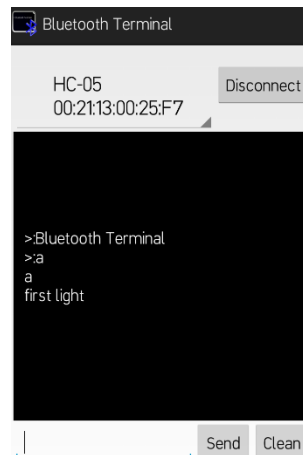 Bluetooth Terminal
HC-05
00:21:13:00:25:F7
Disconnect
>:Bluetooth Terminal
>:a
a
first light
Send
Clean